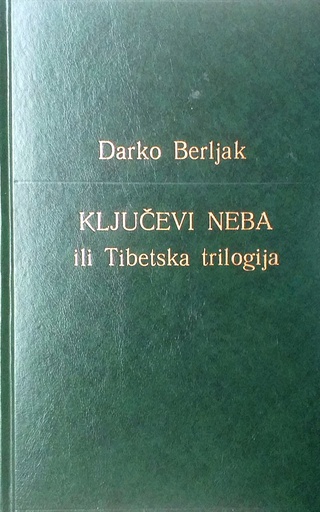 Darko Berljak
KLJUČEVI NEBA
ili Tibetska trilogija